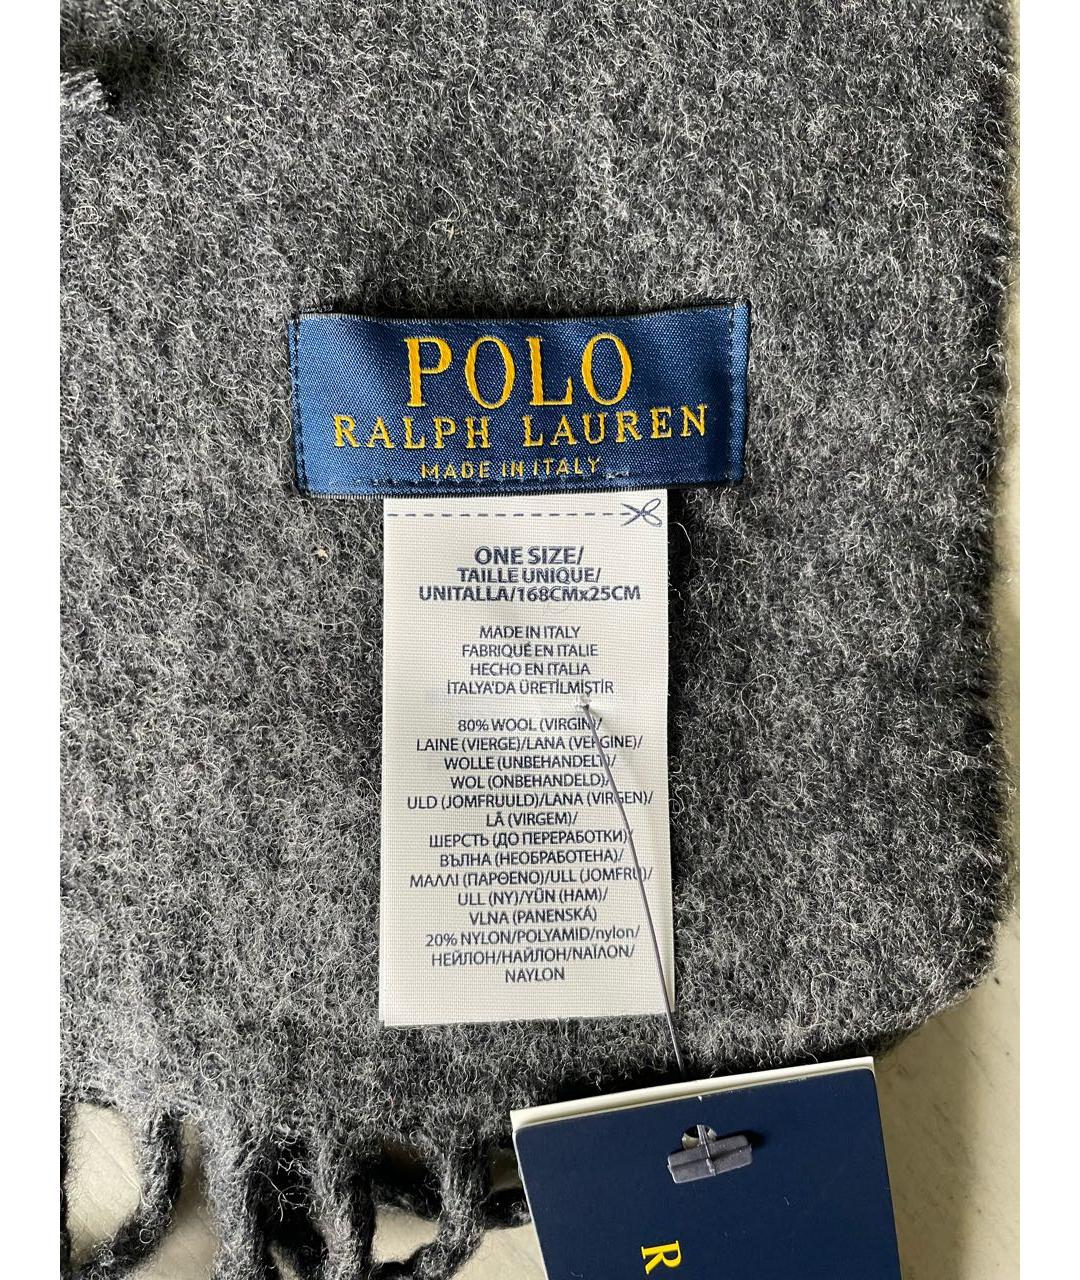 POLO
RALPH LAUREN
MADE IN ITALY
ONE SIZE/
TAILLE UNIQUE/
UNITALLA/168CMx25CM
MADE IN ITALY
FABRIQUÉ EN ITALIE
HECHO EN ITALIA
İTALYA'DA ÜRETİLMİŞTİR
80% WOOL (VIRGIN)/
LAINE (VIERGE)/LANA (VERGINE)/
WOLLE (UNBEHANDELT)/
WOL (ONBEHANDELD)/
ULD (JOMFRUULD)/LANA (VIRGEN)/
LÃ (VIRGEM)/
ШЕРСТЬ (ДО ПЕРЕРАБОТКИ)/
ВЪЛНА (НЕОБРАБОТЕНА)/
ΜΑΛΛΙ (ΠΑΡΘΕΝΟ)/ULL (JOMFRU)/
ULL (NY)/YÜN (HAM)/
VLNA (PANENSKÁ)
20% NYLON/POLYAMID/nylon/
НЕЙЛОН/НАЙЛОН/ΝΑΪΛΟΝ/
NAYLON
R